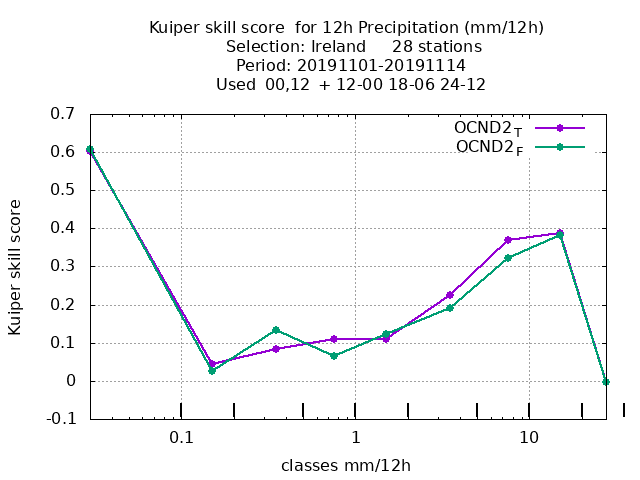 Kuiper skill score for 12h Precipitation (mm/12h)
Selection: Ireland 28 stations
Period: 20191101-20191114
Used 00,12 + 12-00 18-06 24-12
OCND2T
OCND2F
0.7
0.6
0.5
0.4
0.3
0.2
0.1
0
-0.1
Kuiper skill score
0.1 1 10
classes mm/12h